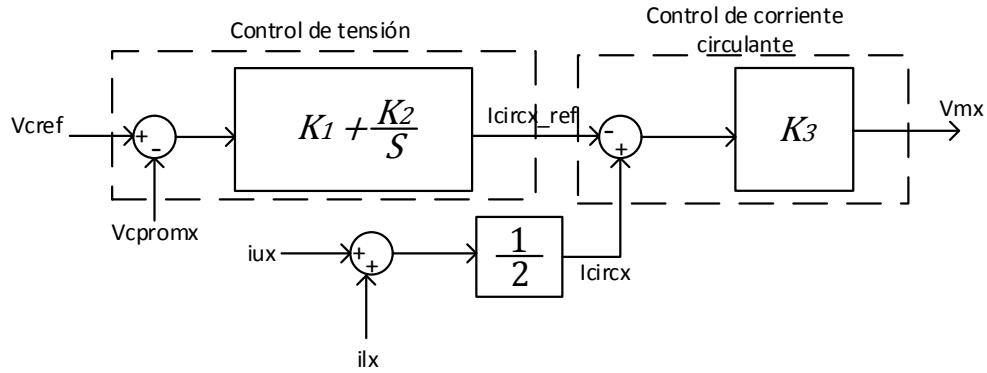 Control de tensión
Control de corriente
circulante
Vcref
+
-
K1 + K2
S
Icircx_ref
-
+
K3
Vmx
Vcpromx
iux
+
+
1
2
Icircx
ilx